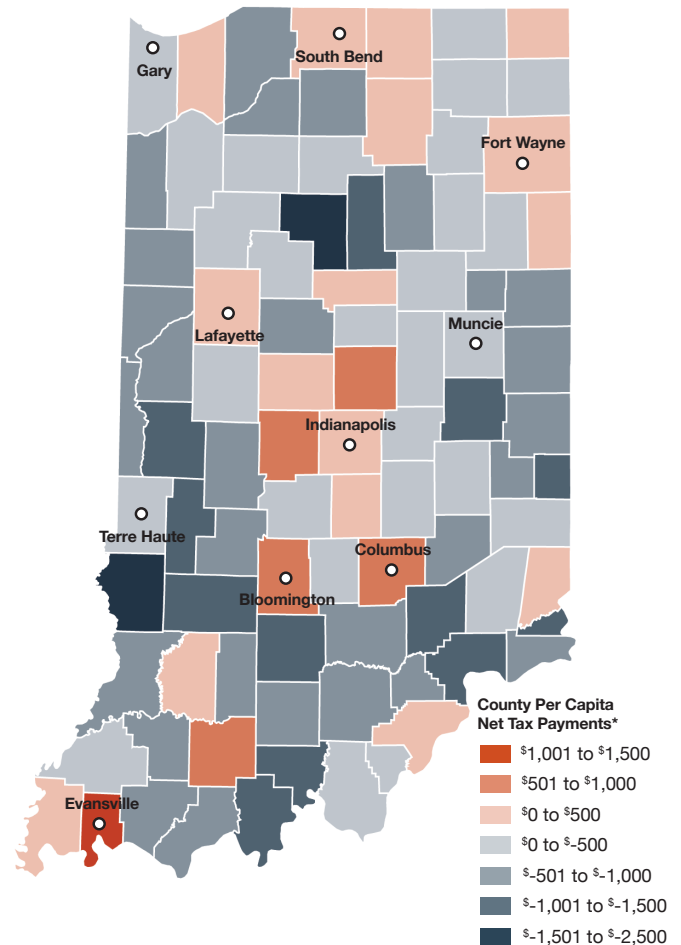 South Bend
Gary
Fort Wayne
Muncie
Lafayette
Indianapolis
Terre Haute
Columbus
Bloomington
Evansville
County Per Capita
Net Tax Payments*
$1,001 to $1,500
$501 to $1,000
$0 to $500
$0 to $-500
$-501 to $-1,000
$-1,001 to $-1,500
$-1,501 to $-2,500